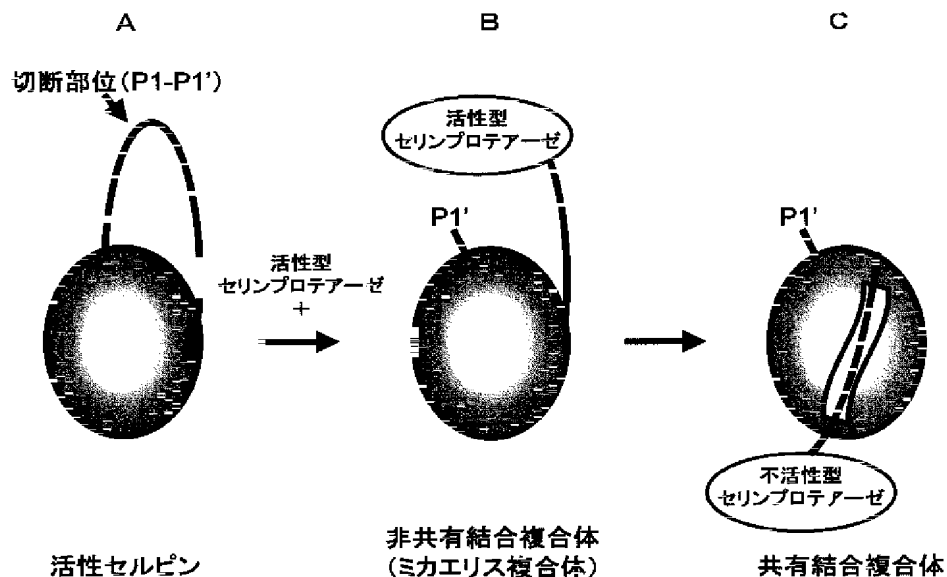 A
B
C
切断部位(P1-P1')
活性型
セリンプロテアーゼ
P1'
P1'
活性型
セリンプロテアーゼ
+
不活性型
セリンプロテアーゼ
活性セルピン
非共有結合複合体
(ミカエリス複合体)
共有結合複合体